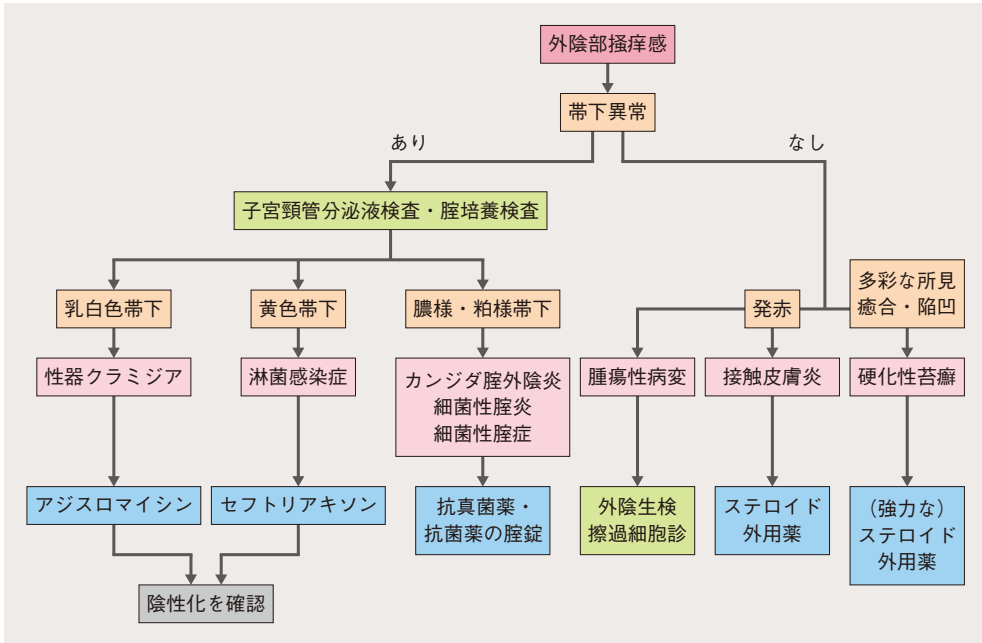 外陰部掻痒感
帯下異常
あり
なし
子宮頸管分泌液検査・腟培養検査
乳白色帯下
黄色帯下
膿様・粕様帯下
発赤
多彩な所見
癒合・陥凹
性器クラミジア
淋菌感染症
カンジダ腟外陰炎
細菌性腟炎
細菌性腟症
腫瘍性病変
接触皮膚炎
硬化性苔癬
アジスロマイシン
セフトリアキソン
抗真菌薬・
抗菌薬の腟錠
外陰生検
擦過細胞診
ステロイド
外用薬
（強力な）
ステロイド
外用薬
陰性化を確認